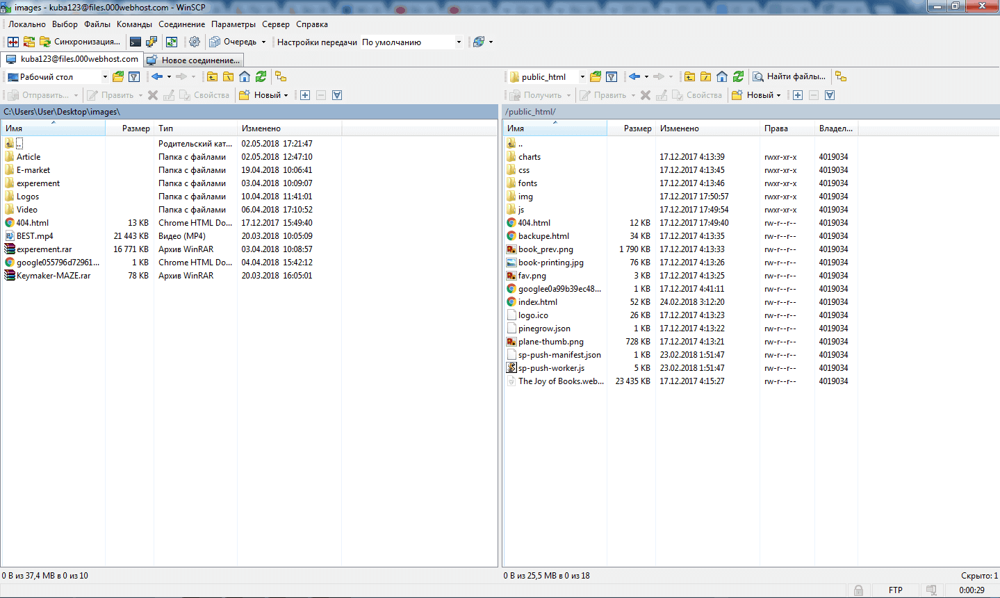 images - kuba123@files.000webhost.com - WinSCP
Локально Выбор Файлы Команды Соединение Параметры Сервер Справка
Синхронизация... Очередь Настройки передачи По умолчанию
kuba123@files.000webhost.com Новое соединение...
Рабочий стол
Отправить... Править Свойства Новый
C:\Users\User\Desktop\images\
Имя Размер Тип Изменено
.. Родительский кат... 02.05.2018 17:21:47
Article Папка с файлами 02.05.2018 12:47:10
E-market Папка с файлами 19.04.2018 10:06:41
experement Папка с файлами 03.04.2018 10:09:07
Logos Папка с файлами 10.04.2018 11:41:01
Video Папка с файлами 06.04.2018 17:10:52
404.html 13 KB Chrome HTML Do... 17.12.2017 15:49:40
BEST.mp4 21 443 KB Видео (MP4) 20.03.2018 10:05:09
experement.rar 16 771 KB Архив WinRAR 03.04.2018 10:08:57
google055796d72961... 1 KB Chrome HTML Do... 04.04.2018 15:42:12
Keymaker-MAZE.rar 78 KB Архив WinRAR 20.03.2018 16:05:01
0 B из 37,4 MB в 0 из 10
public_html Найти файлы...
Получить Править Свойства Новый
/public_html/
Имя Размер Изменено Права Владел...
..
charts 17.12.2017 4:13:39 rwxr-xr-x 4019034
css 17.12.2017 4:13:45 rwxr-xr-x 4019034
fonts 17.12.2017 4:13:46 rwxr-xr-x 4019034
img 17.12.2017 17:50:57 rwxr-xr-x 4019034
js 17.12.2017 17:49:54 rwxr-xr-x 4019034
404.html 12 KB 17.12.2017 17:49:40 rw-r--r-- 4019034
backupe.html 34 KB 17.12.2017 4:13:35 rw-r--r-- 4019034
book_prev.png 1 790 KB 17.12.2017 4:13:33 rw-r--r-- 4019034
book-printing.jpg 76 KB 17.12.2017 4:13:26 rw-r--r-- 4019034
fav.png 3 KB 17.12.2017 4:13:25 rw-r--r-- 4019034
googlee0a99b39ec48... 1 KB 17.12.2017 4:41:11 rw-r--r-- 4019034
index.html 52 KB 24.02.2018 3:12:20 rw-r--r-- 4019034
logo.ico 26 KB 17.12.2017 4:13:23 rw-r--r-- 4019034
pinegrow.json 1 KB 17.12.2017 4:13:22 rw-r--r-- 4019034
plane-thumb.png 728 KB 17.12.2017 4:13:21 rw-r--r-- 4019034
sp-push-manifest.json 1 KB 23.02.2018 1:51:47 rw-r--r-- 4019034
sp-push-worker.js 5 KB 23.02.2018 1:51:47 rw-r--r-- 4019034
The Joy of Books.web... 23 435 KB 17.12.2017 4:15:27 rw-r--r-- 4019034
0 B из 25,5 MB в 0 из 18 Скрыто: 1
FTP 0:00:29